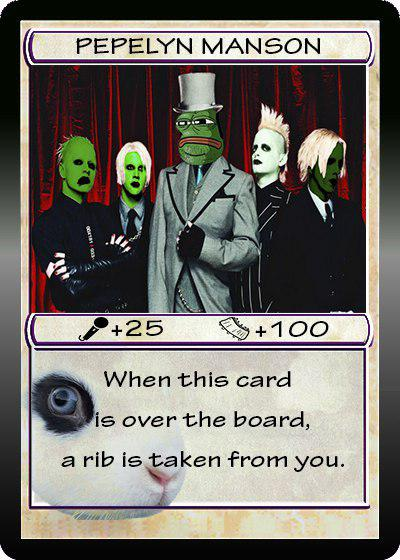 PEPELYN MANSON
+25 +100
When this card
is over the board,
a rib is taken from you.